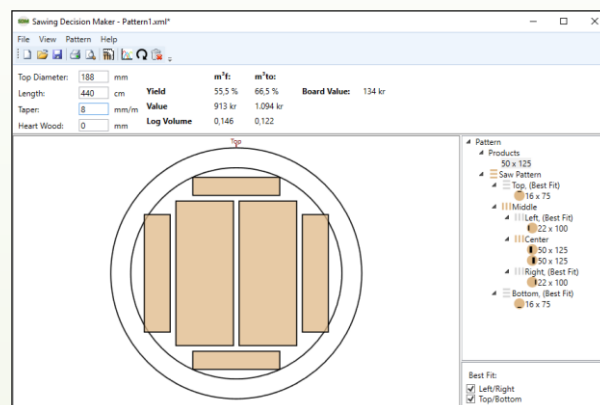 Sawing Decision Maker - Pattern1.xml*
File View Pattern Help
Top Diameter: 188 mm
Length: 440 cm
Taper: 8 mm/m
Heart Wood: 0 mm
m³f: m³to:
Yield 55,5 % 66,5 % Board Value: 134 kr
Value 913 kr 1.094 kr
Log Volume 0,146 0,122
Top
Pattern
Products
50 x 125
Saw Pattern
Top, (Best Fit)
16 x 75
Middle
Left, (Best Fit)
22 x 100
Center
50 x 125
50 x 125
Right, (Best Fit)
22 x 100
Bottom, (Best Fit)
16 x 75
Best Fit:
Left/Right
Top/Bottom